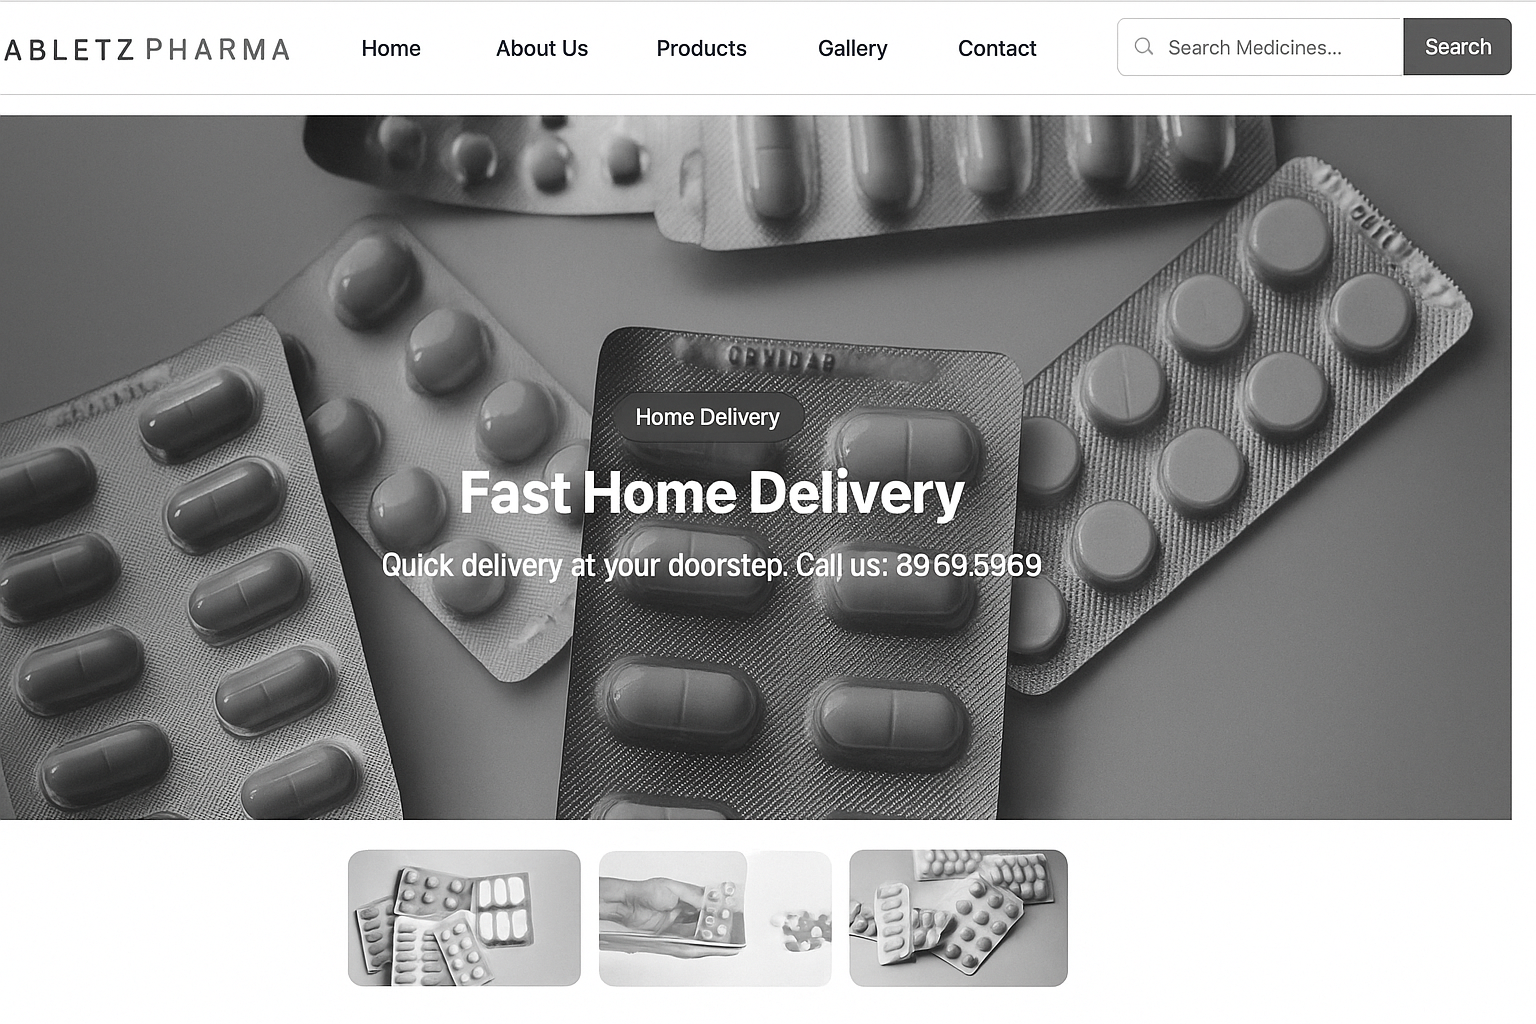 ABLETZ PHARMA
Home
About Us
Products
Gallery
Contact
Search Medicines...
Search
Home Delivery
Fast Home Delivery
Quick delivery at your doorstep. Call us: 8969.5969